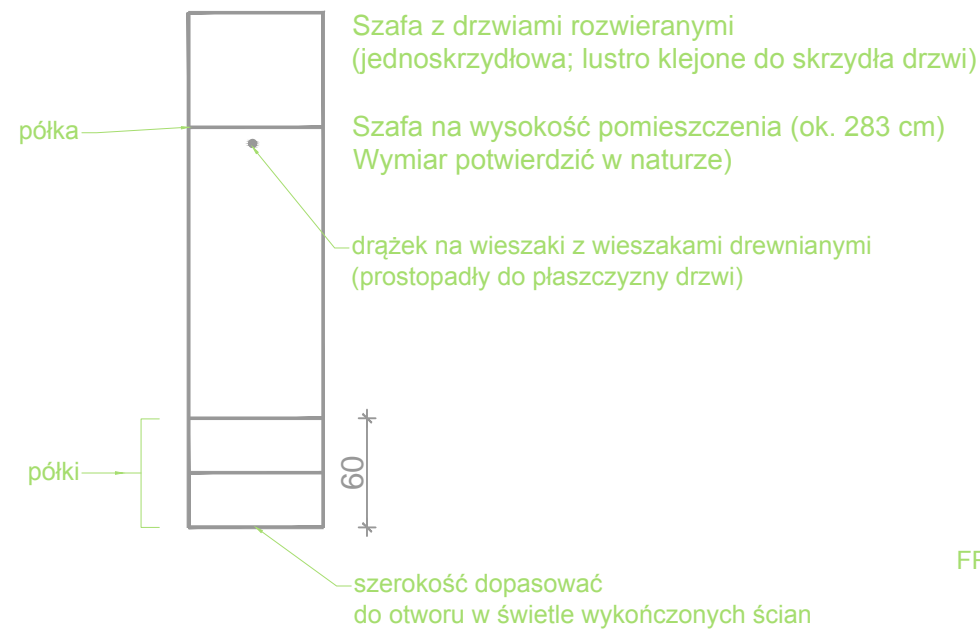 Szafa z drzwiami rozwieranymi
(jednoskrzydłowa; lustro klejone do skrzydła drzwi)
półka
Szafa na wysokość pomieszczenia (ok. 283 cm)
Wymiar potwierdzić w naturze)
drążek na wieszaki z wieszakami drewnianymi
(prostopadły do płaszczyzny drzwi)
półki
60
szerokość dopasować
do otworu w świetle wykończonych ścian